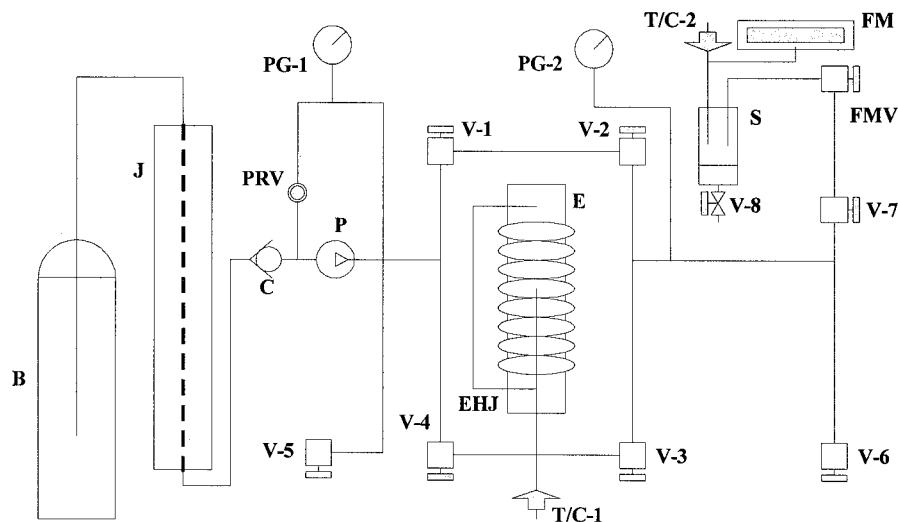 T/C-2
FM
PG-1
PG-2
V-1
V-2
S
FMV
J
PRV
E
V-8
V-7
P
C
B
EHJ
V-4
V-5
V-3
V-6
T/C-1